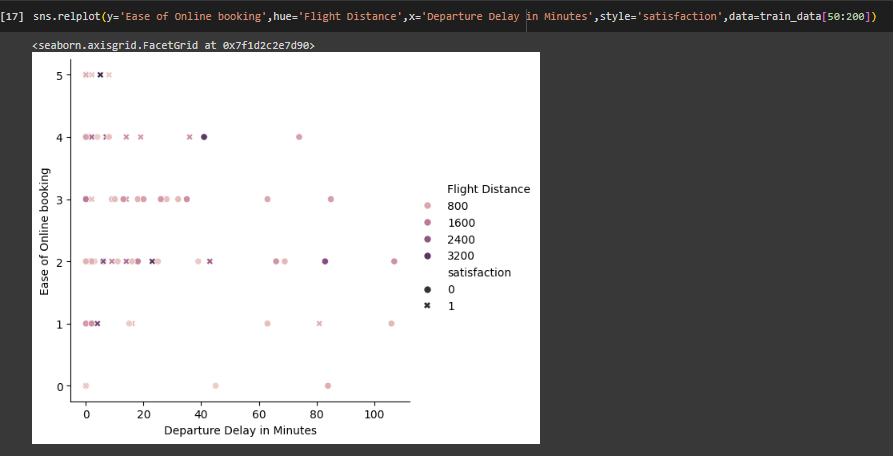 [17] sns.relplot(y='Ease of Online booking',hue='Flight Distance',x='Departure Delay in Minutes',style='satisfaction',data=train_data[50:200])
<seaborn.axisgrid.FacetGrid at 0x7f1d2c2e7d90>
5
4
3
2
1
0
Ease of Online booking
0 20 40 60 80 100
Departure Delay in Minutes
Flight Distance
800
1600
2400
3200
satisfaction
0
1